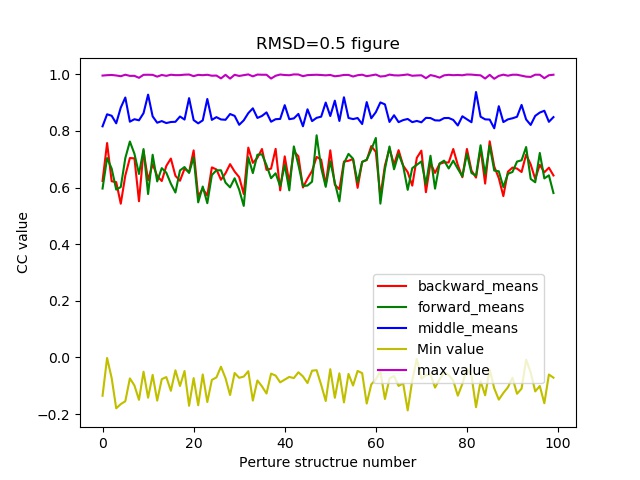 RMSD=0.5 figure
1.0
0.8
0.6
0.4
0.2
0.0
−0.2
CC value
backward_means
forward_means
middle_means
Min value
max value
0
20
40
60
80
100
Perture structrue number